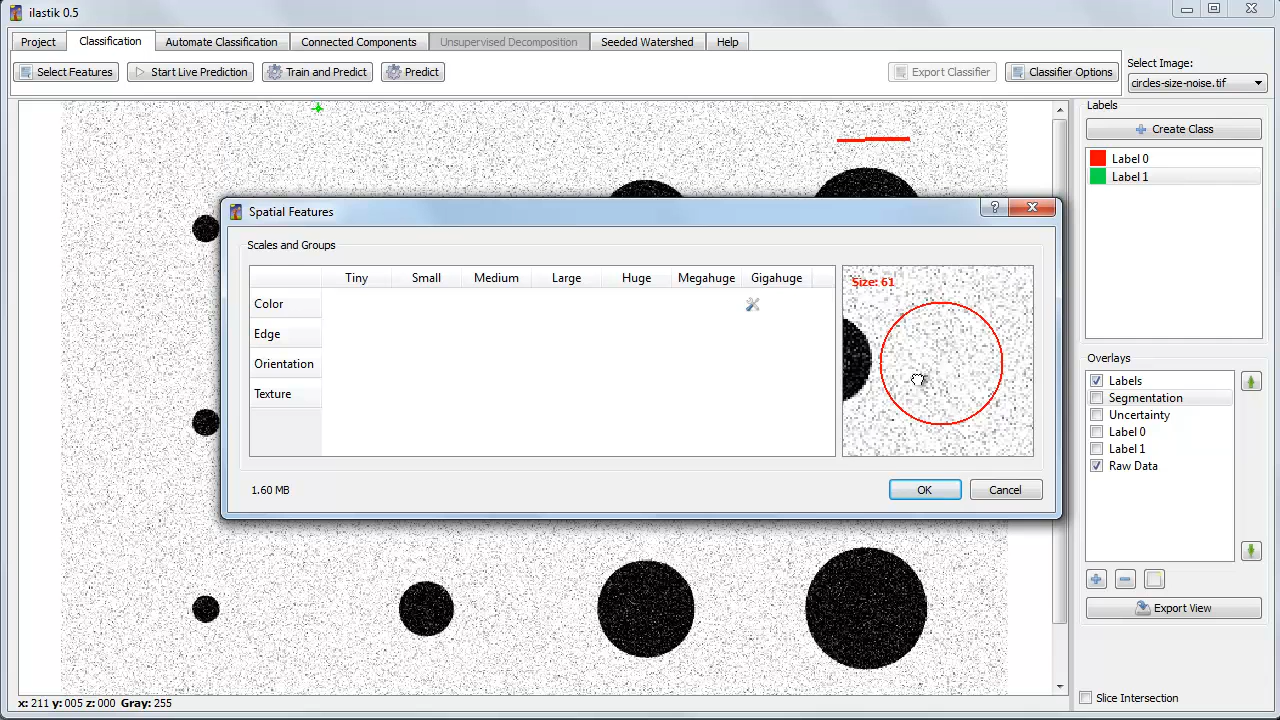 ilastik 0.5
Project Classification Automate Classification Connected Components Unsupervised Decomposition Seeded Watershed Help
Select Features Start Live Prediction Train and Predict Predict Export Classifier Classifier Options
Select Image:
circles-size-noise.tif
Labels
Create Class
Label 0
Label 1
Spatial Features
Scales and Groups
Tiny Small Medium Large Huge Megahuge Gigahuge
Color
Edge
Orientation
Texture
Size: 61
1.60 MB
OK Cancel
Overlays
Labels
Segmentation
Uncertainty
Label 0
Label 1
Raw Data
Export View
Slice Intersection
x: 211 y: 005 z: 000 Gray: 255